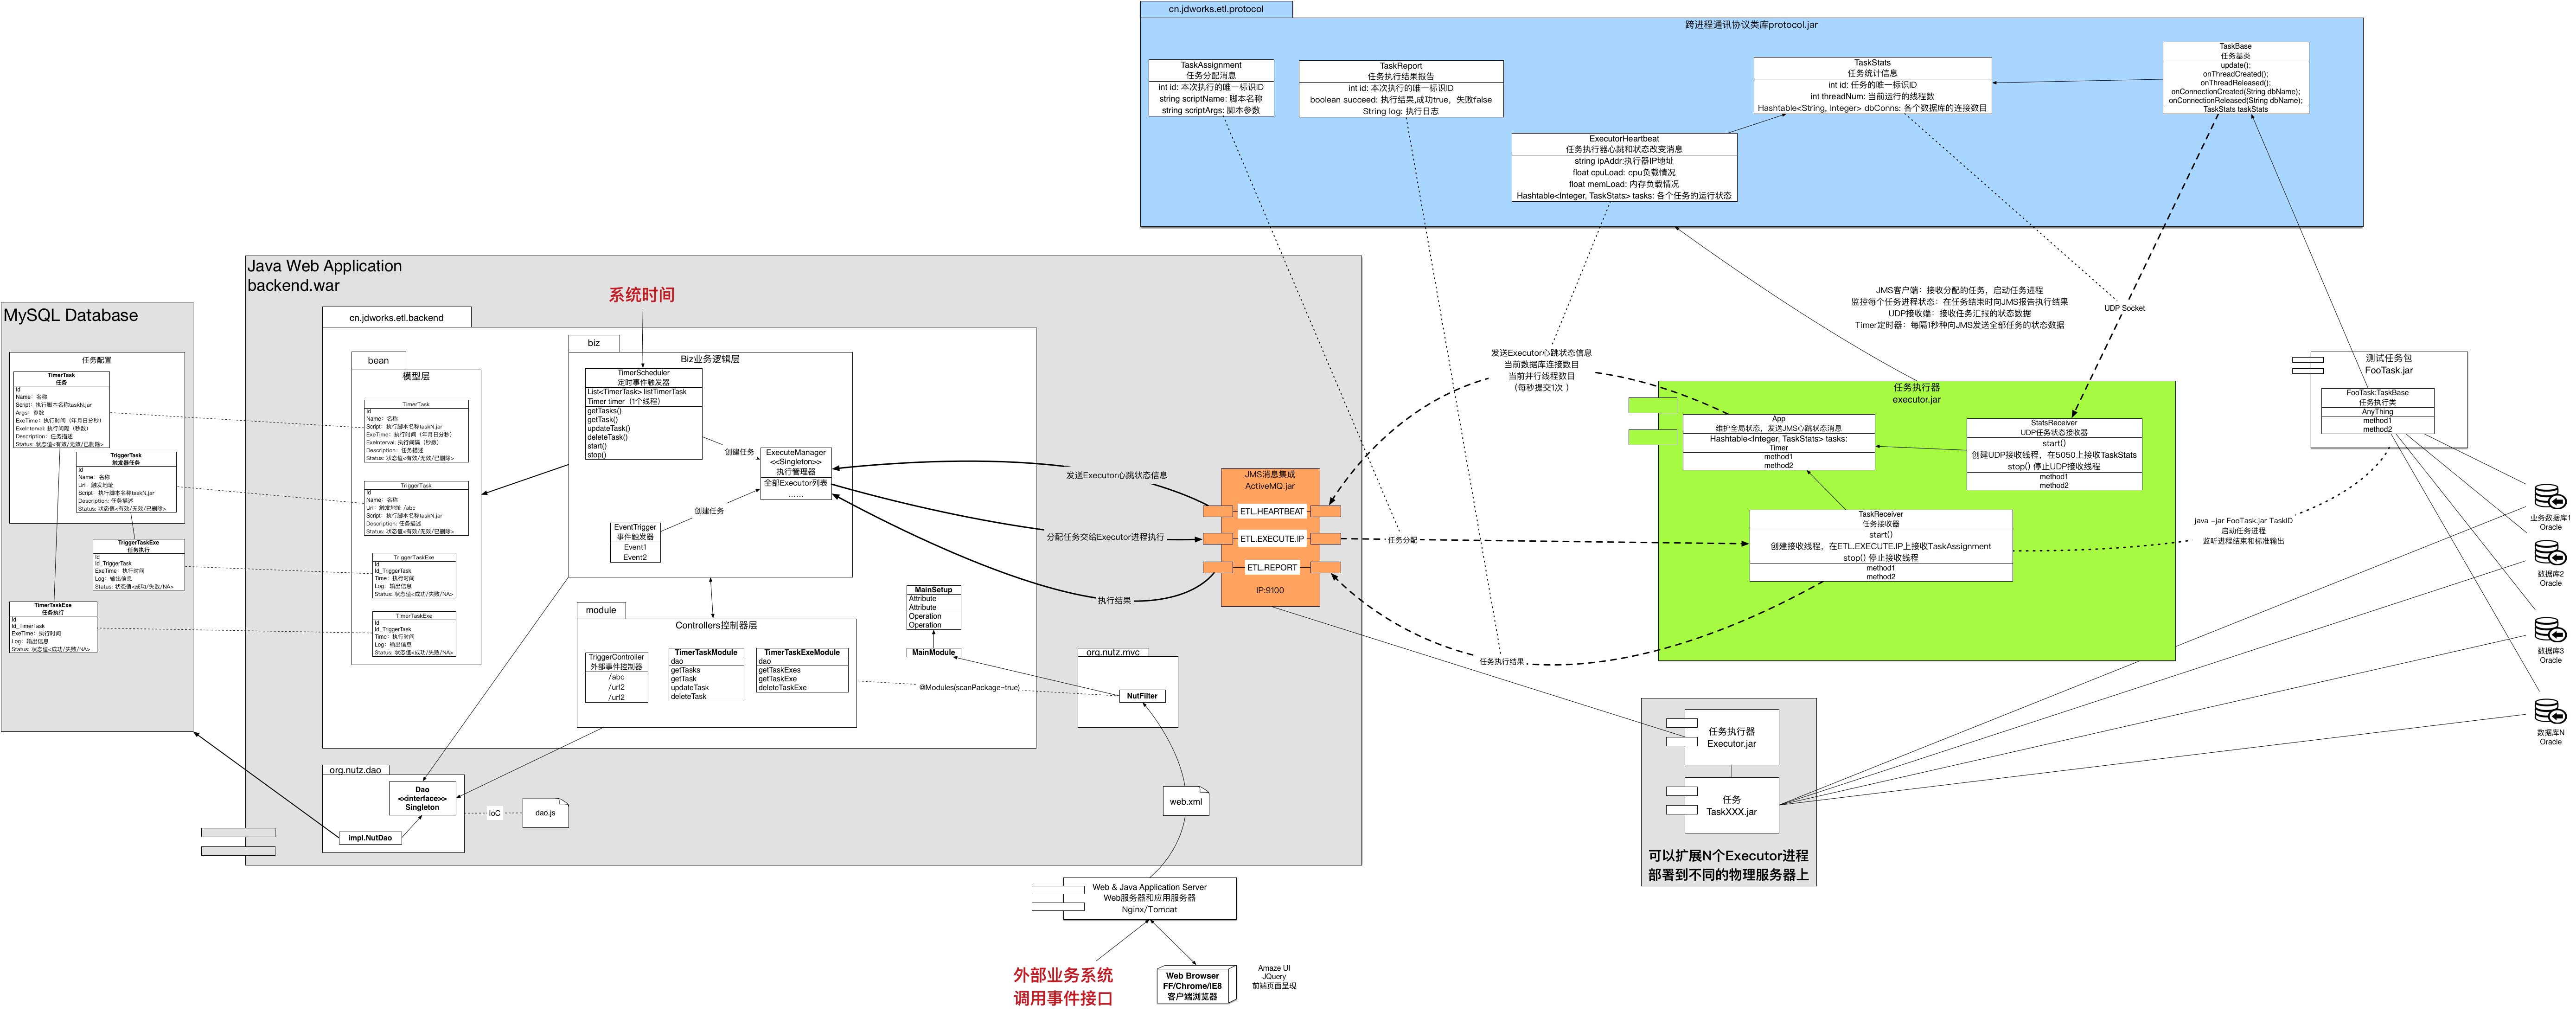 cn.jdworks.etl.protocol
跨进程通讯协议类库protocol.jar
TaskAssignment
任务分配消息
int id: 本次执行的唯一标识ID
string scriptName: 脚本名称
string scriptArgs: 脚本参数
TaskReport
任务执行结果报告
int id: 本次执行的唯一标识ID
boolean succeed: 执行结果,成功true，失败false
String log: 执行日志
TaskStats
任务统计信息
int id: 任务的唯一标识ID
int threadNum: 当前运行的线程数
Hashtable<String, Integer> dbConns: 各个数据库的连接数目
TaskBase
任务基类
update();
onThreadCreated();
onThreadReleased();
onConnectionCreated(String dbName);
onConnectionReleased(String dbName);
TaskStats taskStats
ExecutorHeartbeat
任务执行器心跳和状态改变消息
string ipAddr:执行器IP地址
float cpuLoad: cpu负载情况
float memLoad: 内存负载情况
Hashtable<Integer, TaskStats> tasks: 各个任务的运行状态
Java Web Application
backend.war
系统时间
cn.jdworks.etl.backend
MySQL Database
任务配置
TimerTask
任务
Id
Name：名称
Script：执行脚本名称taskN.jar
Args：参数
ExeTime：执行时间（年月日分秒）
ExeInterval: 执行间隔（秒数）
Description：任务描述
Status: 状态值<有效/无效/已删除>
TriggerTask
触发器任务
Id
Name：名称
Url：触发地址
Script：执行脚本名称taskN.jar
Description: 任务描述
Status: 状态值<有效/无效/已删除>
TriggerTaskExe
任务执行
Id
Id_TriggerTask
ExeTime：执行时间
Log：输出信息
Status: 状态值<成功/失败/NA>
TimerTaskExe
任务执行
Id
Id_TimerTask
ExeTime：执行时间
Log：输出信息
Status: 状态值<成功/失败/NA>
bean
模型层
TimerTask
Id
Name：名称
Script：执行脚本名称taskN.jar
ExeTime：执行时间（年月日分秒）
ExeInterval: 执行间隔（秒数）
Description：任务描述
Status: 状态值<有效/无效/已删除>
TriggerTask
Id
Name：名称
Url：触发地址 /abc
Script：执行脚本名称taskN.jar
Description: 任务描述
Status: 状态值<有效/无效/已删除>
TriggerTaskExe
Id
Id_TriggerTask
Time：执行时间
Log：输出信息
Status: 状态值<成功/失败/NA>
TimerTaskExe
Id
Id_TriggerTask
Time：执行时间
Log：输出信息
Status: 状态值<成功/失败/NA>
biz
Biz业务逻辑层
TimerScheduler
定时事件触发器
List<TimerTask> listTimerTask
Timer timer（1个线程）
getTasks()
getTask()
updateTask()
deleteTask()
start()
stop()
创建任务
ExecuteManager
<<Singleton>>
执行管理器
全部Executor列表
......
创建任务
EventTrigger
事件触发器
Event1
Event2
module
Controllers控制器层
TriggerController
外部事件控制器
/abc
/url2
/url2
TimerTaskModule
dao
getTasks
getTask
updateTask
deleteTask
TimerTaskExeModule
dao
getTaskExes
getTaskExe
deleteTaskExe
MainSetup
Attribute
Attribute
Operation
Operation
MainModule
@Modules(scanPackage=true)
org.nutz.mvc
NutFilter
org.nutz.dao
Dao
<<interface>>
Singleton
impl.NutDao
IoC
dao.js
web.xml
Web & Java Application Server
Web服务器和应用服务器
Nginx/Tomcat
外部业务系统
调用事件接口
Web Browser
FF/Chrome/IE8
客户端浏览器
Amaze UI
JQuery
前端页面呈现
发送Executor心跳状态信息
分配任务交给Executor进程执行
执行结果
JMS消息集成
ActiveMQ.jar
ETL.HEARTBEAT
ETL.EXECUTE.IP
ETL.REPORT
IP:9100
发送Executor心跳状态信息
当前数据库连接数目
当前并行线程数目
（每秒提交1次 ）
任务分配
任务执行结果
JMS客户端：接收分配的任务，启动任务进程
监控每个任务进程状态：在任务结束时向JMS报告执行结果
UDP接收端：接收任务汇报的状态数据
Timer定时器：每隔1秒种向JMS发送全部任务的状态数据
UDP Socket
任务执行器
executor.jar
App
维护全局状态，发送JMS心跳状态消息
Hashtable<Integer, TaskStats> tasks:
Timer
method1
method2
StatsReceiver
UDP任务状态接收器
start()
创建UDP接收线程，在5050上接收TaskStats
stop() 停止UDP接收线程
method1
method2
TaskReceiver
任务接收器
start()
创建接收线程，在ETL.EXECUTE.IP上接收TaskAssignment
stop() 停止接收线程
method1
method2
测试任务包
FooTask.jar
FooTask:TaskBase
任务执行类
AnyThing
method1
method2
java –jar FooTask.jar TaskID
启动任务进程
监听进程结束和标准输出
业务数据库1
Oracle
数据库2
Oracle
数据库3
Oracle
数据库N
Oracle
任务执行器
Executor.jar
任务
TaskXXX.jar
可以扩展N个Executor进程
部署到不同的物理服务器上